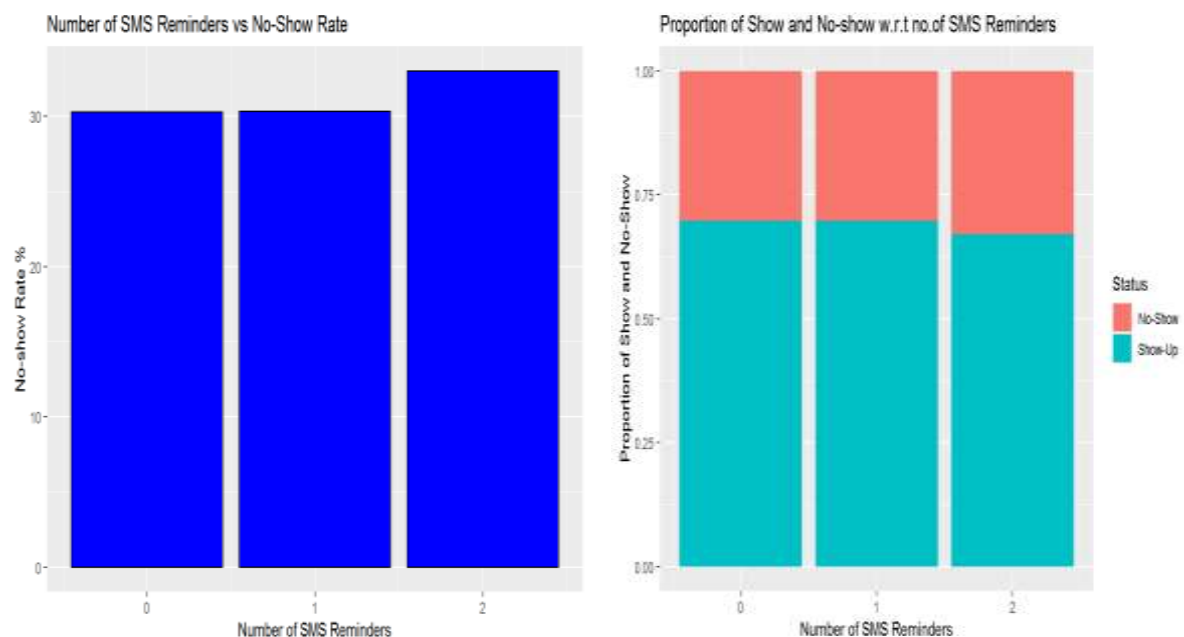 Number of SMS Reminders vs No-Show Rate
No-show Rate %
30
20
10
0
0 1 2
Number of SMS Reminders
Proportion of Show and No-show w.r.t no.of SMS Reminders
Proportion of Show and No-Show
1.00
0.75
0.50
0.25
0.00
0 1 2
Number of SMS Reminders
Status
No-Show
Show-Up